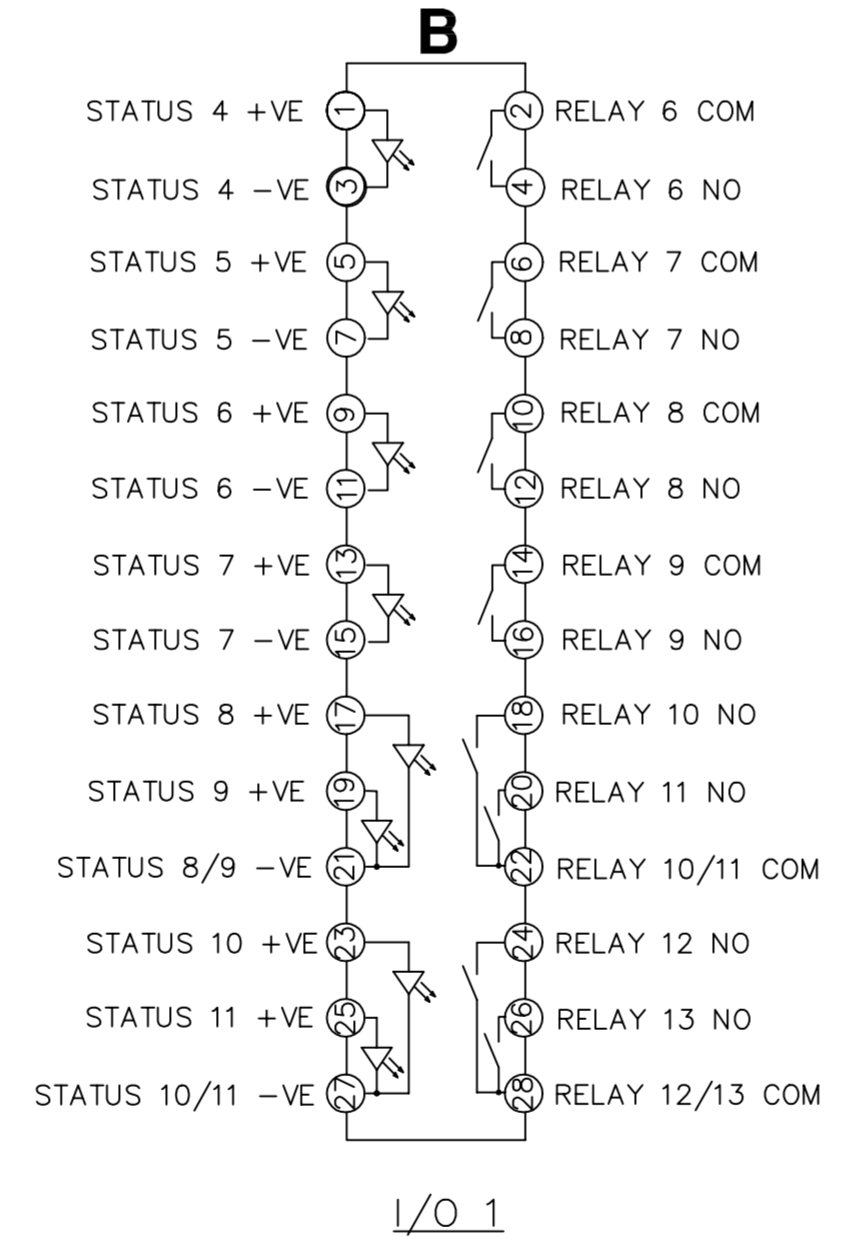 B
STATUS 4 +VE 1 2 RELAY 6 COM
STATUS 4 −VE 3 4 RELAY 6 NO
STATUS 5 +VE 5 6 RELAY 7 COM
STATUS 5 −VE 7 8 RELAY 7 NO
STATUS 6 +VE 9 10 RELAY 8 COM
STATUS 6 −VE 11 12 RELAY 8 NO
STATUS 7 +VE 13 14 RELAY 9 COM
STATUS 7 −VE 15 16 RELAY 9 NO
STATUS 8 +VE 17 18 RELAY 10 NO
STATUS 9 +VE 19 20 RELAY 11 NO
STATUS 8/9 −VE 21 22 RELAY 10/11 COM
STATUS 10 +VE 23 24 RELAY 12 NO
STATUS 11 +VE 25 26 RELAY 13 NO
STATUS 10/11 −VE 27 28 RELAY 12/13 COM
I/O 1